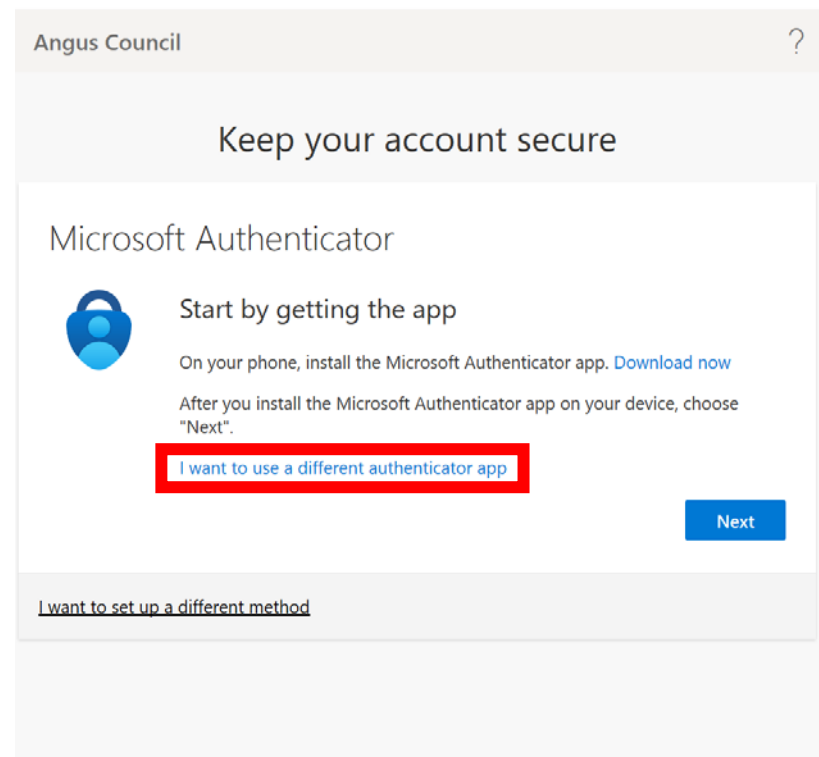 Angus Council
?
Keep your account secure
Microsoft Authenticator
Start by getting the app
On your phone, install the Microsoft Authenticator app. Download now
After you install the Microsoft Authenticator app on your device, choose
"Next".
I want to use a different authenticator app
Next
I want to set up a different method